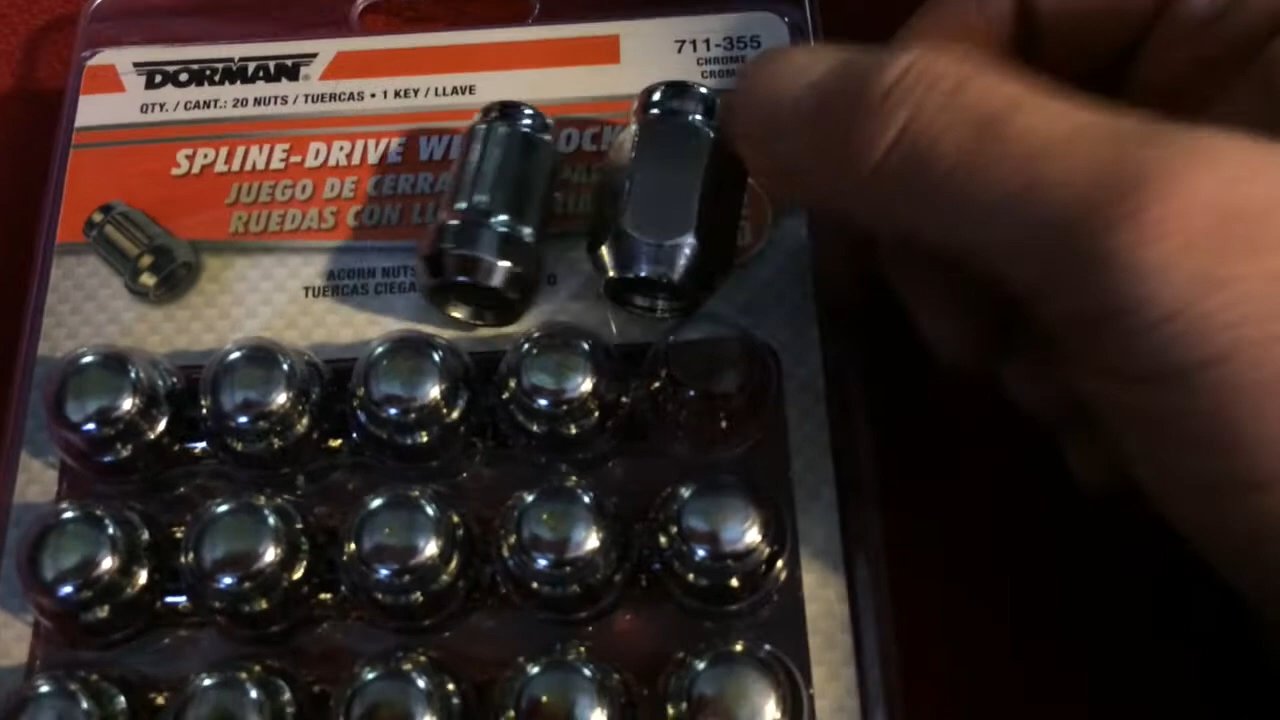 DORMAN®
711-355
CHROME
QTY. / CANT.: 20 NUTS / TUERCAS • 1 KEY / LLAVE
SPLINE-DRIVE
JUEGO DE
RUEDAS CON
ACORN NUTS
TUERCAS